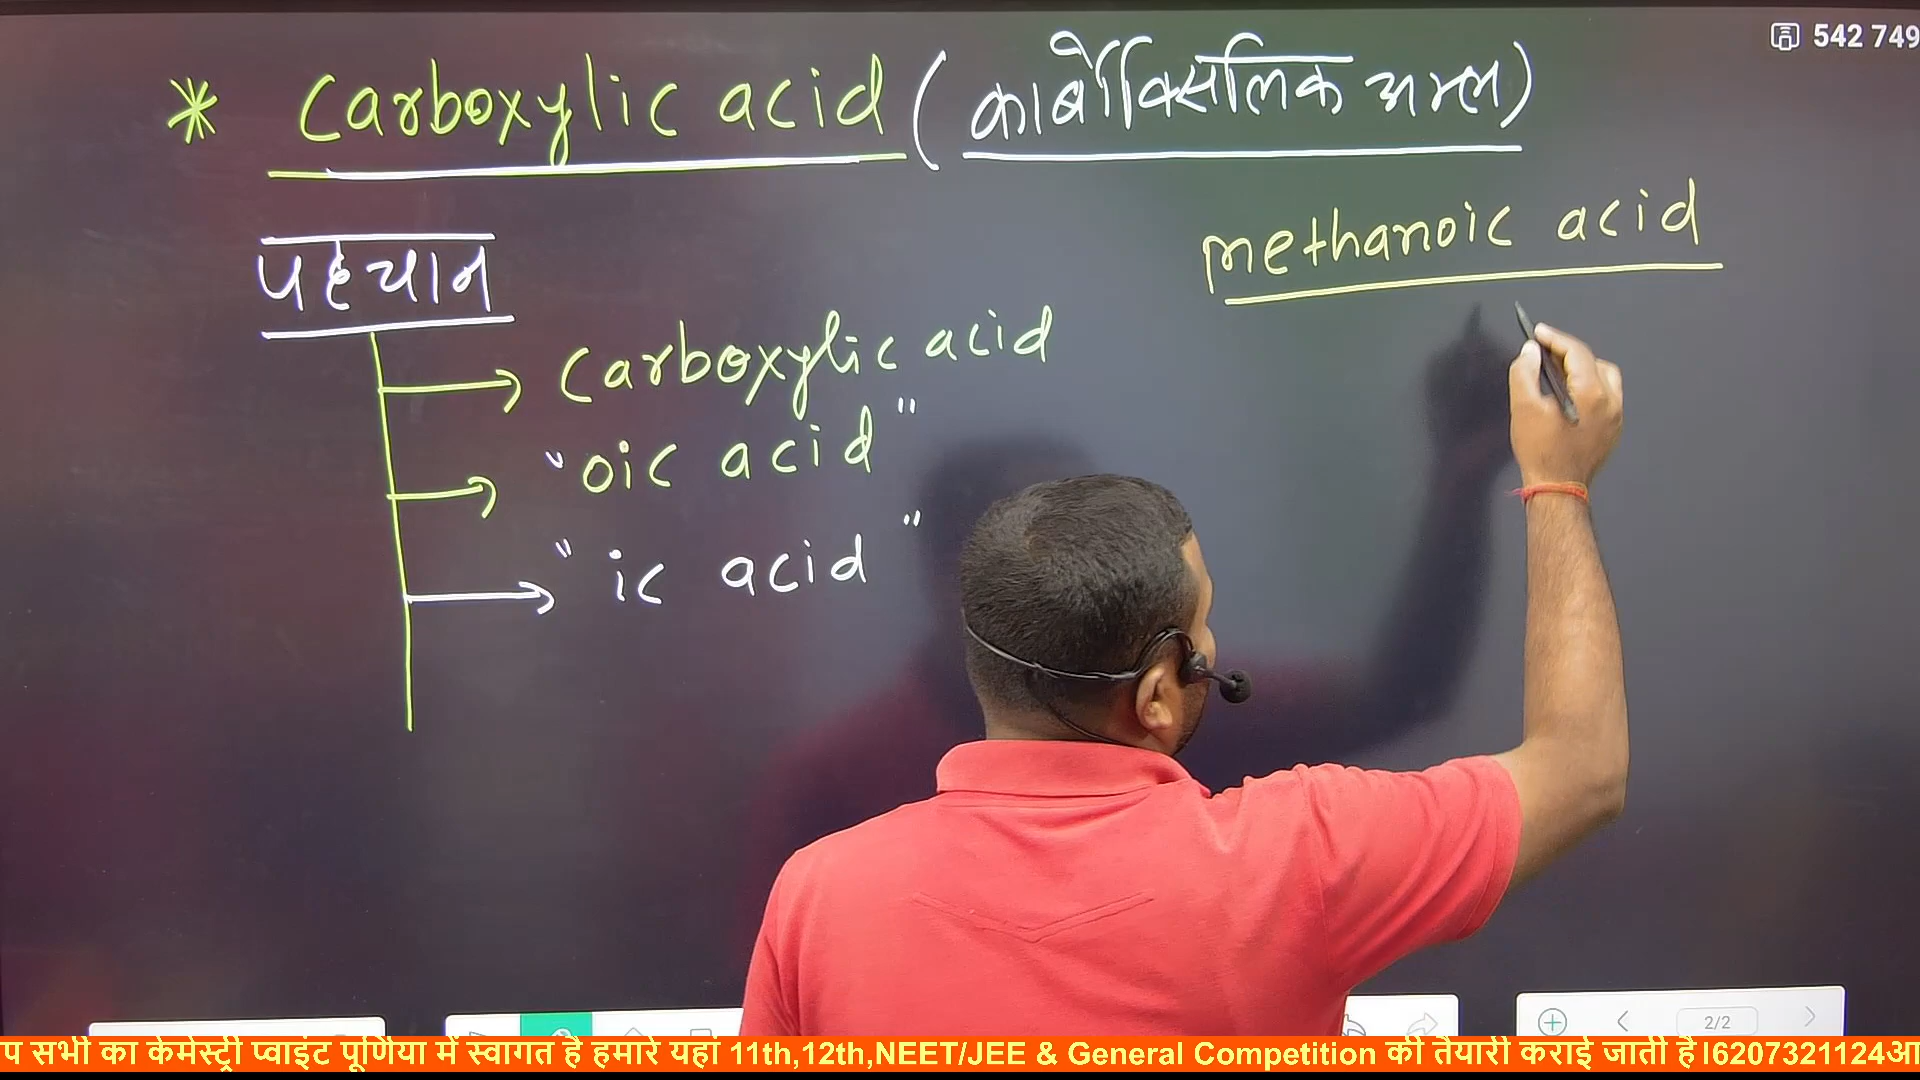 542 749
* Carboxylic acid (कार्बोक्सिलिक अम्ल)
methanoic acid
पहचान
Carboxylic acid
"oic acid"
"ic acid"
2/2
प सभी का केमेस्ट्री प्वाइंट पूर्णिया में स्वागत है हमारे यहां 11th,12th,NEET/JEE & General Competition की तैयारी कराई जाती है।6207321124आ